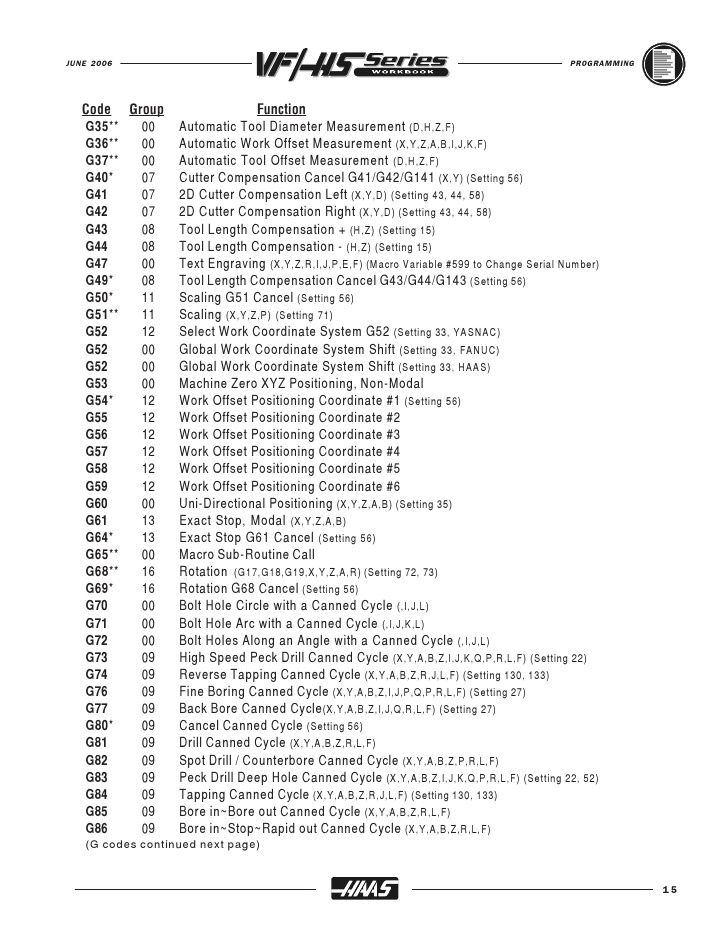 JUNE 2006
VF/HS Series
WORKBOOK
PROGRAMMING
Code Group Function
G35** 00 Automatic Tool Diameter Measurement (D,H,Z,F)
G36** 00 Automatic Work Offset Measurement (X,Y,Z,A,B,I,J,K,F)
G37** 00 Automatic Tool Offset Measurement (D,H,Z,F)
G40* 07 Cutter Compensation Cancel G41/G42/G141 (X,Y) (Setting 56)
G41 07 2D Cutter Compensation Left (X,Y,D) (Setting 43, 44, 58)
G42 07 2D Cutter Compensation Right (X,Y,D) (Setting 43, 44, 58)
G43 08 Tool Length Compensation + (H,Z) (Setting 15)
G44 08 Tool Length Compensation - (H,Z) (Setting 15)
G47 00 Text Engraving (X,Y,Z,R,I,J,P,E,F) (Macro Variable #599 to Change Serial Number)
G49* 08 Tool Length Compensation Cancel G43/G44/G143 (Setting 56)
G50* 11 Scaling G51 Cancel (Setting 56)
G51** 11 Scaling (X,Y,Z,P) (Setting 71)
G52 12 Select Work Coordinate System G52 (Setting 33, YASNAC)
G52 00 Global Work Coordinate System Shift (Setting 33, FANUC)
G52 00 Global Work Coordinate System Shift (Setting 33, HAAS)
G53 00 Machine Zero XYZ Positioning, Non-Modal
G54* 12 Work Offset Positioning Coordinate #1 (Setting 56)
G55 12 Work Offset Positioning Coordinate #2
G56 12 Work Offset Positioning Coordinate #3
G57 12 Work Offset Positioning Coordinate #4
G58 12 Work Offset Positioning Coordinate #5
G59 12 Work Offset Positioning Coordinate #6
G60 00 Uni-Directional Positioning (X,Y,Z,A,B) (Setting 35)
G61 13 Exact Stop, Modal (X,Y,Z,A,B)
G64* 13 Exact Stop G61 Cancel (Setting 56)
G65** 00 Macro Sub-Routine Call
G68** 16 Rotation (G17,G18,G19,X,Y,Z,A,R) (Setting 72, 73)
G69* 16 Rotation G68 Cancel (Setting 56)
G70 00 Bolt Hole Circle with a Canned Cycle (,I,J,L)
G71 00 Bolt Hole Arc with a Canned Cycle (,I,J,K,L)
G72 00 Bolt Holes Along an Angle with a Canned Cycle (,I,J,L)
G73 09 High Speed Peck Drill Canned Cycle (X,Y,A,B,Z,I,J,K,Q,P,R,L,F) (Setting 22)
G74 09 Reverse Tapping Canned Cycle (X,Y,A,B,Z,R,J,L,F) (Setting 130, 133)
G76 09 Fine Boring Canned Cycle (X,Y,A,B,Z,I,J,P,Q,P,R,L,F) (Setting 27)
G77 09 Back Bore Canned Cycle(X,Y,A,B,Z,I,J,Q,R,L,F) (Setting 27)
G80* 09 Cancel Canned Cycle (Setting 56)
G81 09 Drill Canned Cycle (X,Y,A,B,Z,R,L,F)
G82 09 Spot Drill / Counterbore Canned Cycle (X,Y,A,B,Z,P,R,L,F)
G83 09 Peck Drill Deep Hole Canned Cycle (X,Y,A,B,Z,I,J,K,Q,P,R,L,F) (Setting 22, 52)
G84 09 Tapping Canned Cycle (X,Y,A,B,Z,R,J,L,F) (Setting 130, 133)
G85 09 Bore in~Bore out Canned Cycle (X,Y,A,B,Z,R,L,F)
G86 09 Bore in~Stop~Rapid out Canned Cycle (X,Y,A,B,Z,R,L,F)
(G codes continued next page)
HAAS
15